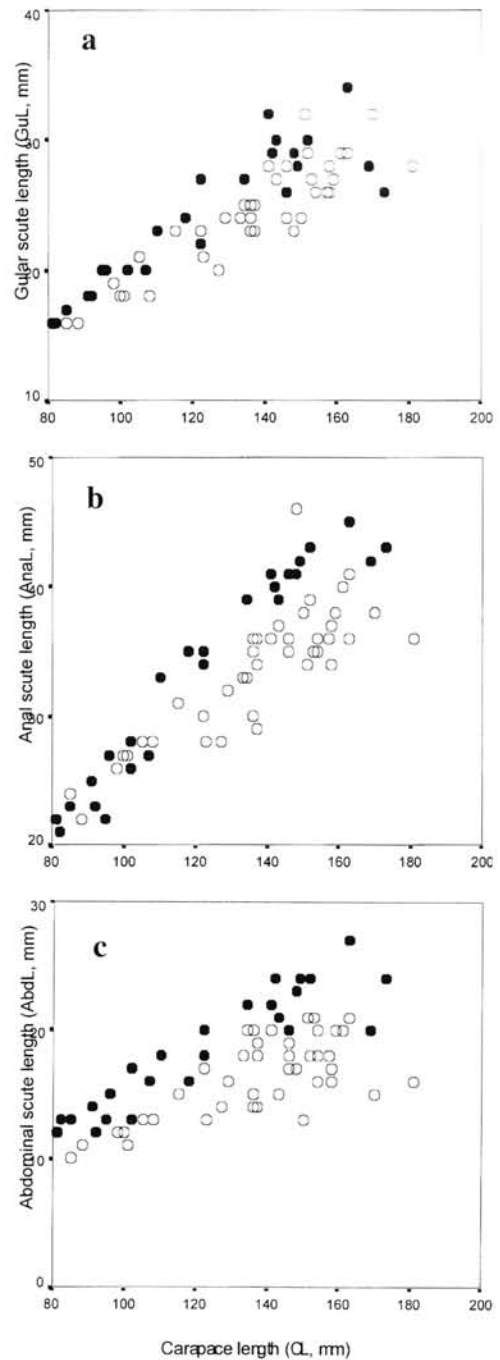 a
Gular scute length (GuL, mm)
40
30
20
10
80 100 120 140 160 180 200
b
Anal scute length (AnaL, mm)
50
40
30
20
80 100 120 140 160 180 200
c
Abdominal scute length (AbdL, mm)
30
20
10
0
80 100 120 140 160 180 200
Carapace length (CL, mm)